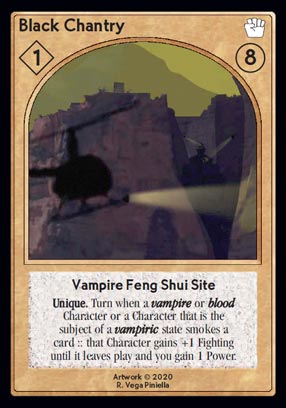 Black Chantry
1
8
Vampire Feng Shui Site
Unique. Turn when a vampire or blood
Character or a Character that is the
subject of a vampiric state smokes a
card :: that Character gains +1 Fighting
until it leaves play and you gain 1 Power.
Artwork © 2020
R. Vega Piniella